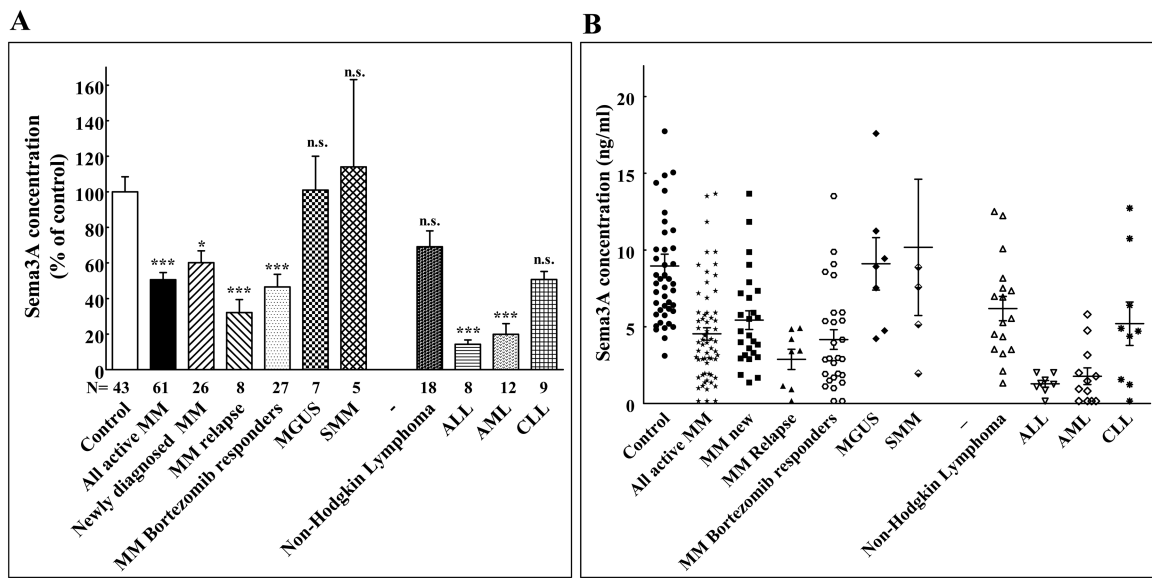 A
Sema3A concentration
(% of control)
160
140
120
100
80
60
40
20
0
***
*
***
***
n.s.
n.s.
n.s.
***
***
n.s.
N= 43 61 26 8 27 7 5 18 8 12 9
Control
All active MM
Newly diagnosed MM
MM relapse
MM Bortezomib responders
MGUS
SMM
-
Non-Hodgkin Lymphoma
ALL
AML
CLL
B
Sema3A concentration (ng/ml)
20
15
10
5
0
Control
All active MM
MM new
MM Relapse
MM Bortezomib responders
MGUS
SMM
-
Non-Hodgkin Lymphoma
ALL
AML
CLL